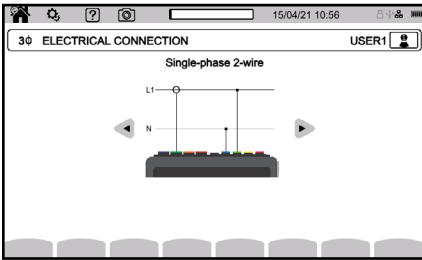 15/04/21 10:56
3Φ ELECTRICAL CONNECTION USER1
Single-phase 2-wire
L1
N